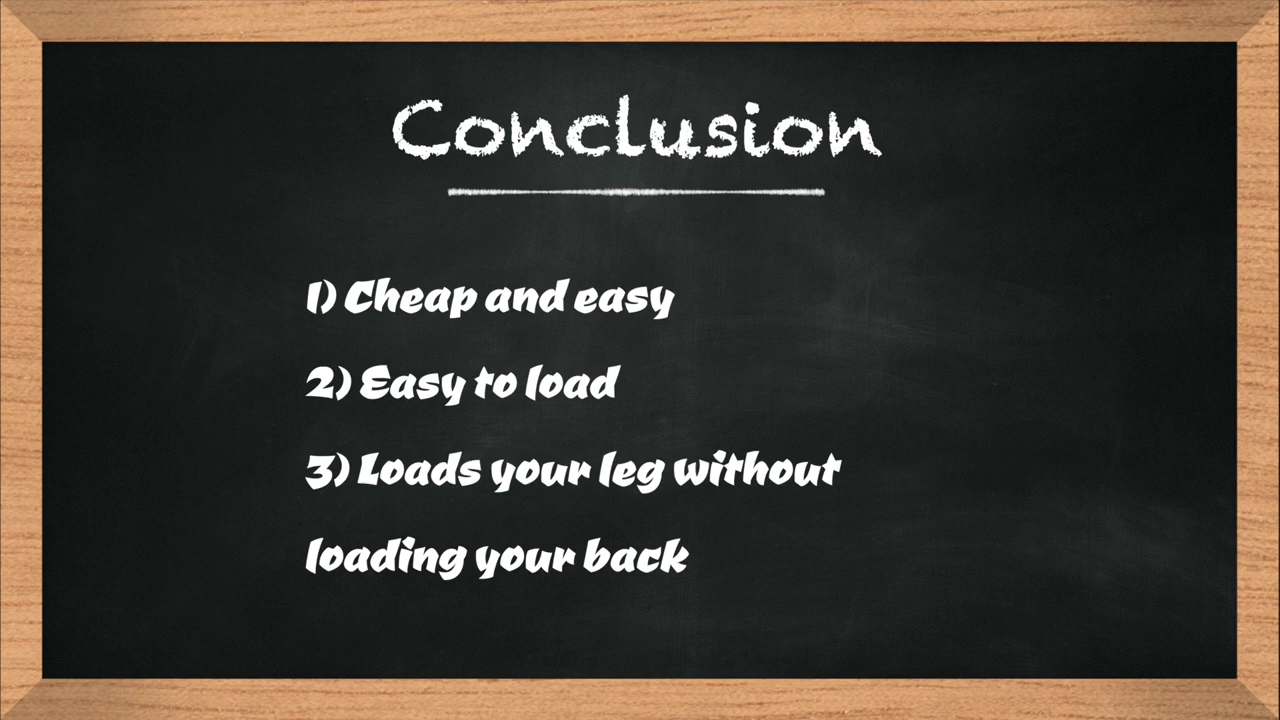 Conclusion
1) Cheap and easy
2) Easy to load
3) Loads your leg without
loading your back